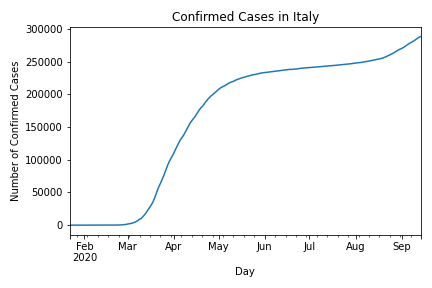 Confirmed Cases in Italy
300000
250000
200000
150000
100000
50000
0
Number of Confirmed Cases
Feb Mar Apr May Jun Jul Aug Sep
2020
Day